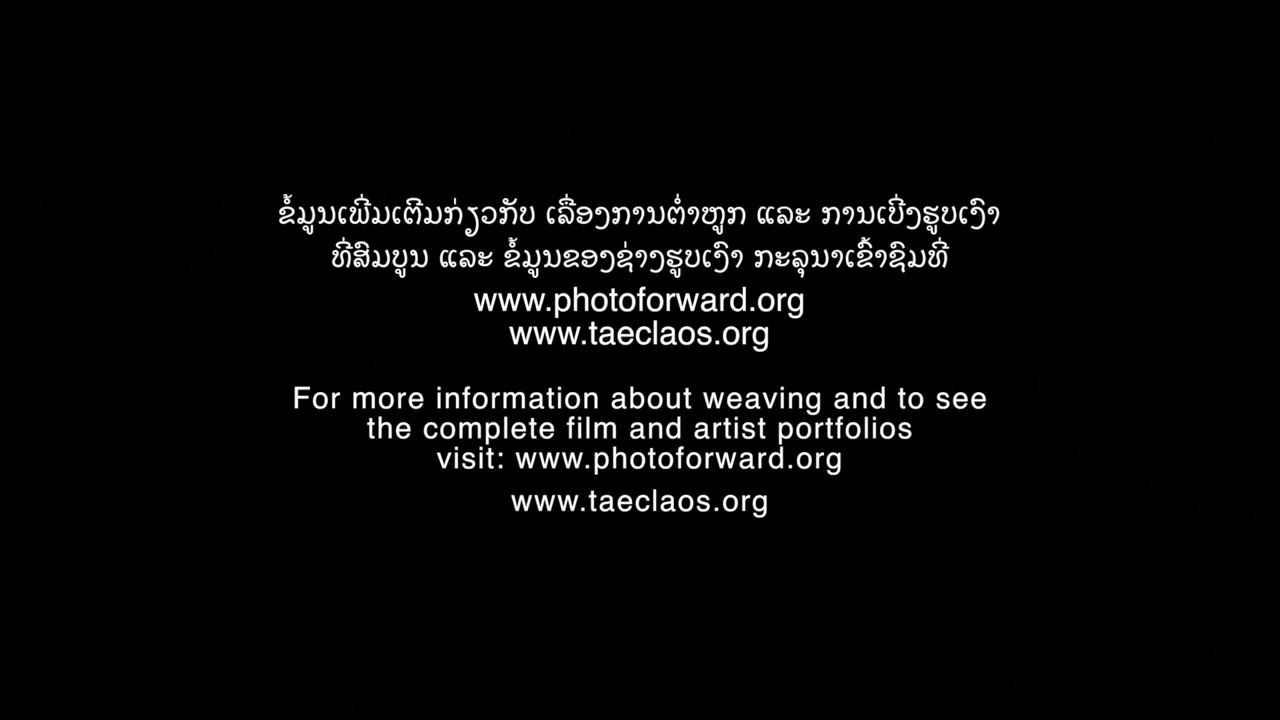 ຂໍ້ມູນເພີ່ມເຕີມກ່ຽວກັບ ເລື່ອງການຕ່ຳຫູກ ແລະ ການເບີ່ງຮູບເງົາ
ທີ່ສົມບູນ ແລະ ຂໍ້ມູນຂອງຊ່າງຮູບເງົາ ກະລຸນາເຂົ້າຊົມທີ່
www.photoforward.org
www.taeclaos.org
For more information about weaving and to see
the complete film and artist portfolios
visit: www.photoforward.org
www.taeclaos.org